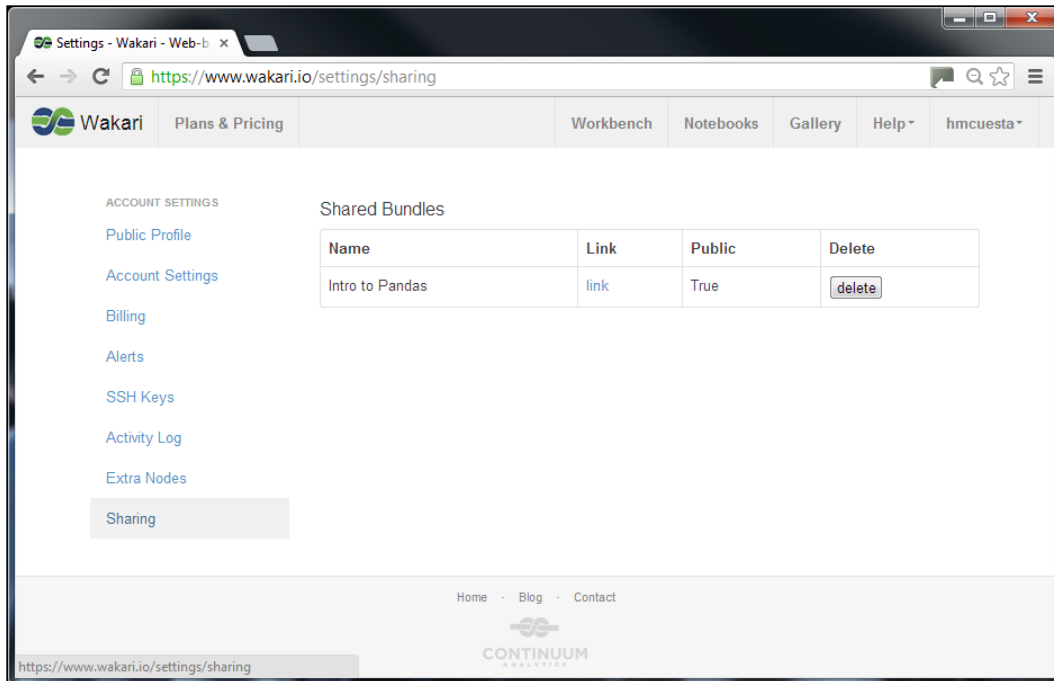 Settings - Wakari - Web-b
https://www.wakari.io/settings/sharing
Wakari Plans & Pricing Workbench Notebooks Gallery Help hmcuesta
ACCOUNT SETTINGS
Public Profile
Account Settings
Billing
Alerts
SSH Keys
Activity Log
Extra Nodes
Sharing
Shared Bundles
Name Link Public Delete
Intro to Pandas link True delete
Home · Blog · Contact
CONTINUUM
ANALYTICS
https://www.wakari.io/settings/sharing